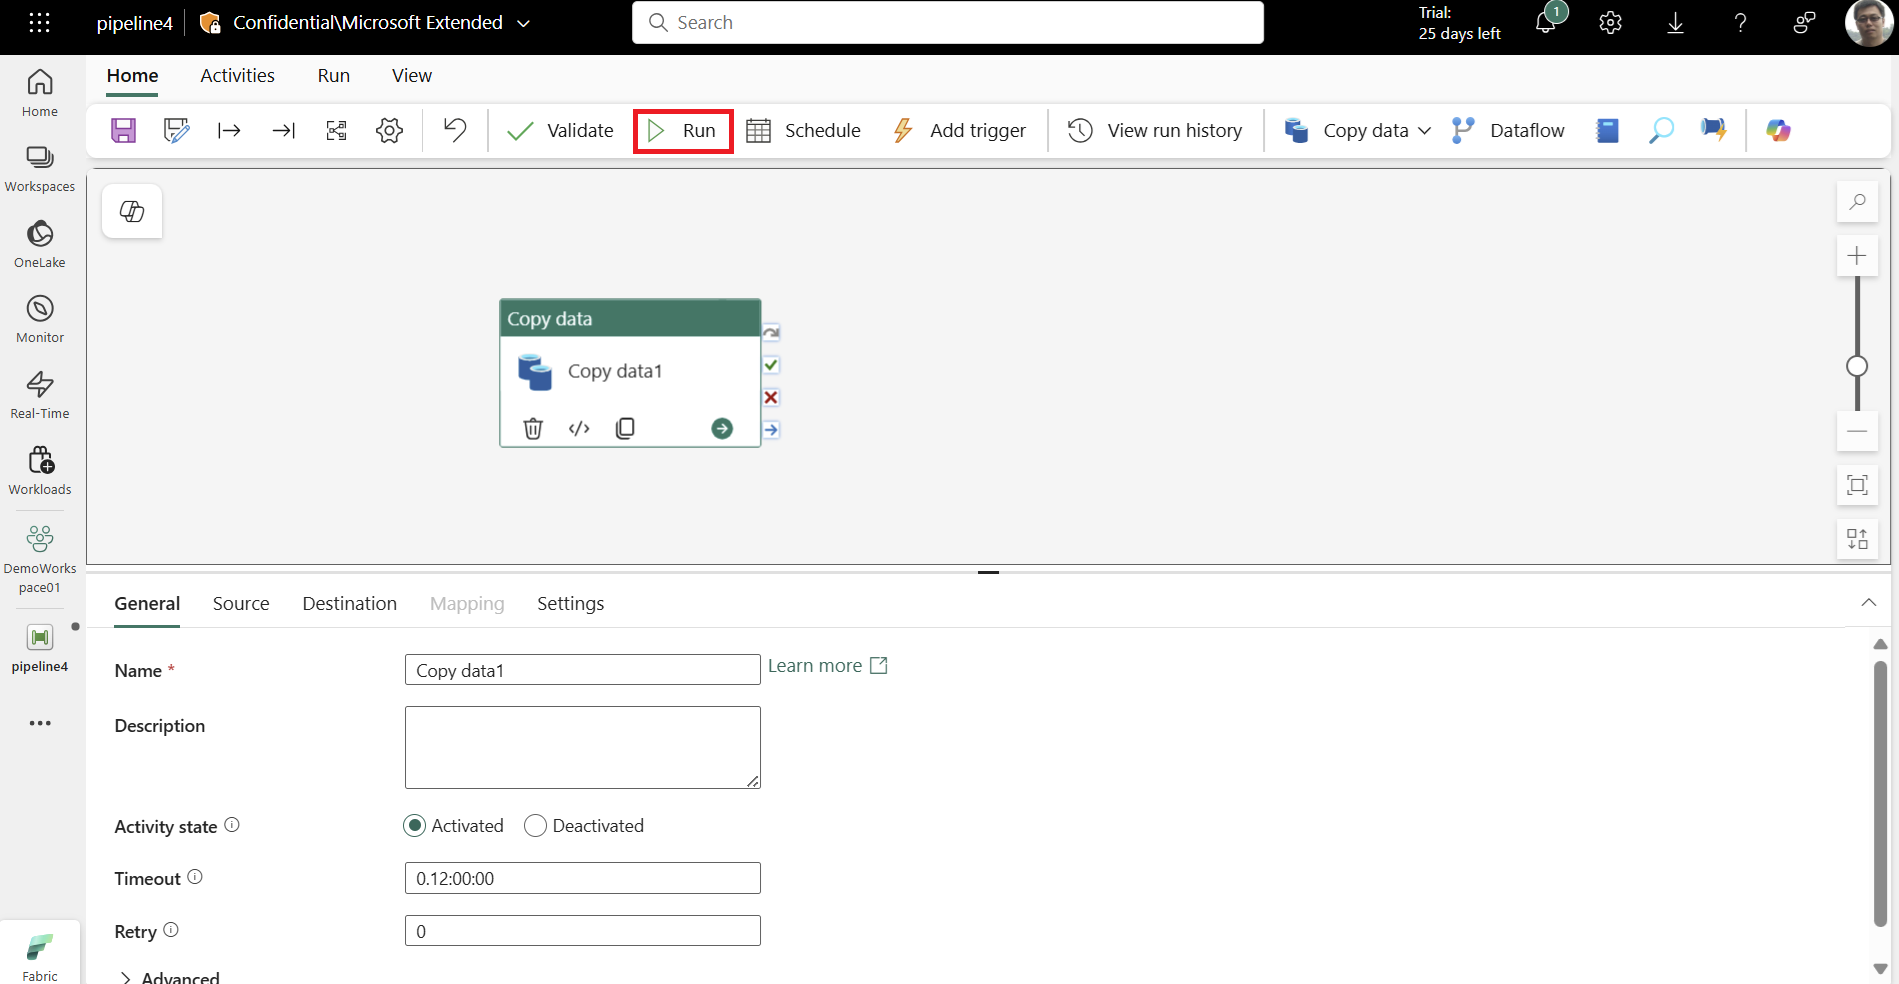 pipeline4
Confidential\Microsoft Extended
Search
Trial:
25 days left
1
?
Home
Activities
Run
View
Validate
Run
Schedule
Add trigger
View run history
Copy data
Dataflow
Home
Workspaces
OneLake
Monitor
Real-Time
Workloads
DemoWorks
pace01
pipeline4
Fabric
Copy data
Copy data1
General
Source
Destination
Mapping
Settings
Name *
Copy data1
Learn more
Description
Activity state
Activated
Deactivated
Timeout
0.12:00:00
Retry
0
Advanced